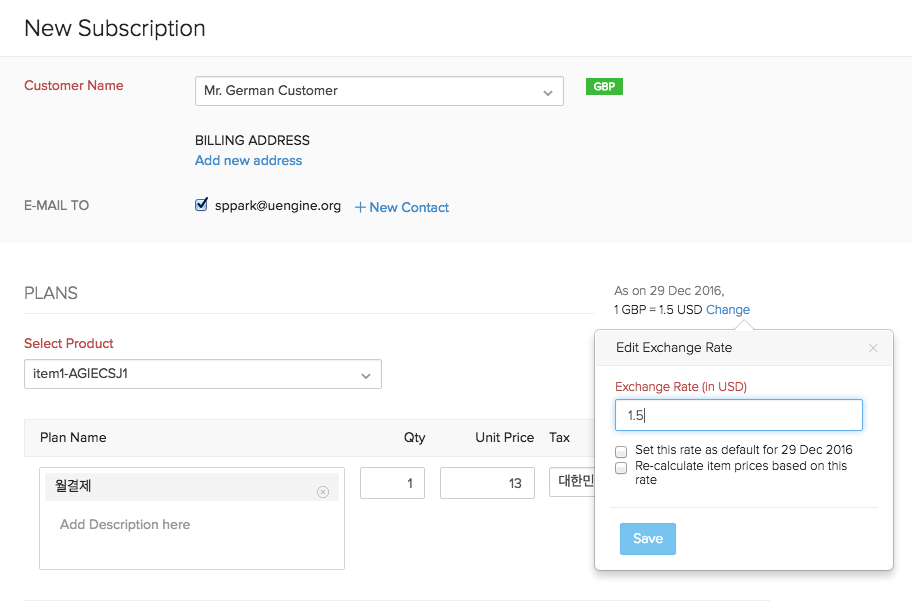 New Subscription
Customer Name
Mr. German Customer
GBP
BILLING ADDRESS
Add new address
E-MAIL TO
sppark@uengine.org
+ New Contact
PLANS
As on 29 Dec 2016,
1 GBP = 1.5 USD Change
Select Product
item1-AGIECSJ1
Edit Exchange Rate
Exchange Rate (in USD)
1.5
Set this rate as default for 29 Dec 2016
Re-calculate item prices based on this
rate
Save
Plan Name Qty Unit Price Tax
월결제 1 13 대한민
Add Description here